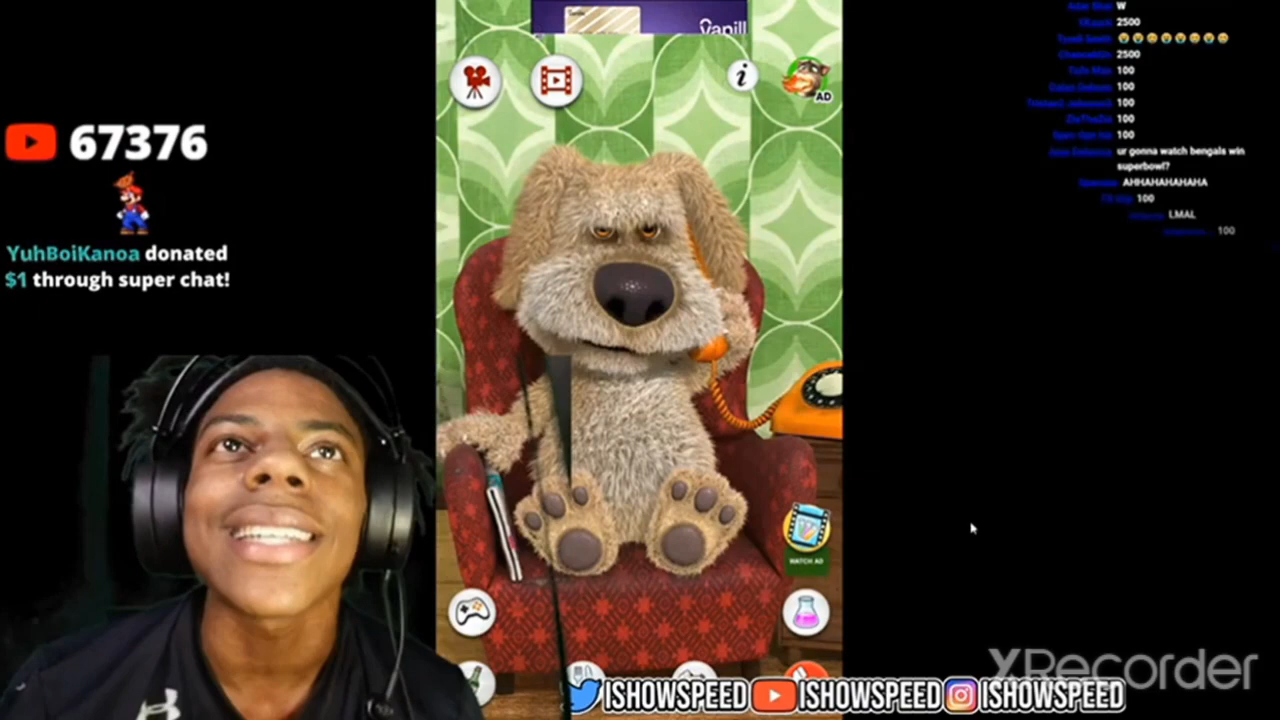 67376
YuhBoiKanoa donated
$1 through super chat!
Vanill
i
AD
WATCH AD
W
2500
2500
100
100
100
100
100
ur gonna watch bengals win
superbowl?
AHHAHAHAHAHA
100
LMAL
100
XRecorder
ISHOWSPEED
ISHOWSPEED
ISHOWSPEED